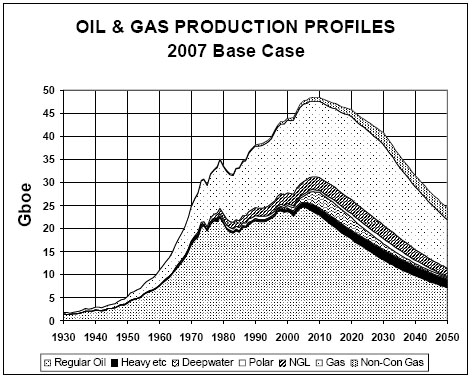 OIL & GAS PRODUCTION PROFILES
2007 Base Case
Gboe
50
45
40
35
30
25
20
15
10
5
0
1930 1940 1950 1960 1970 1980 1990 2000 2010 2020 2030 2040 2050
Regular Oil Heavy etc Deepwater Polar NGL Gas Non-Con Gas